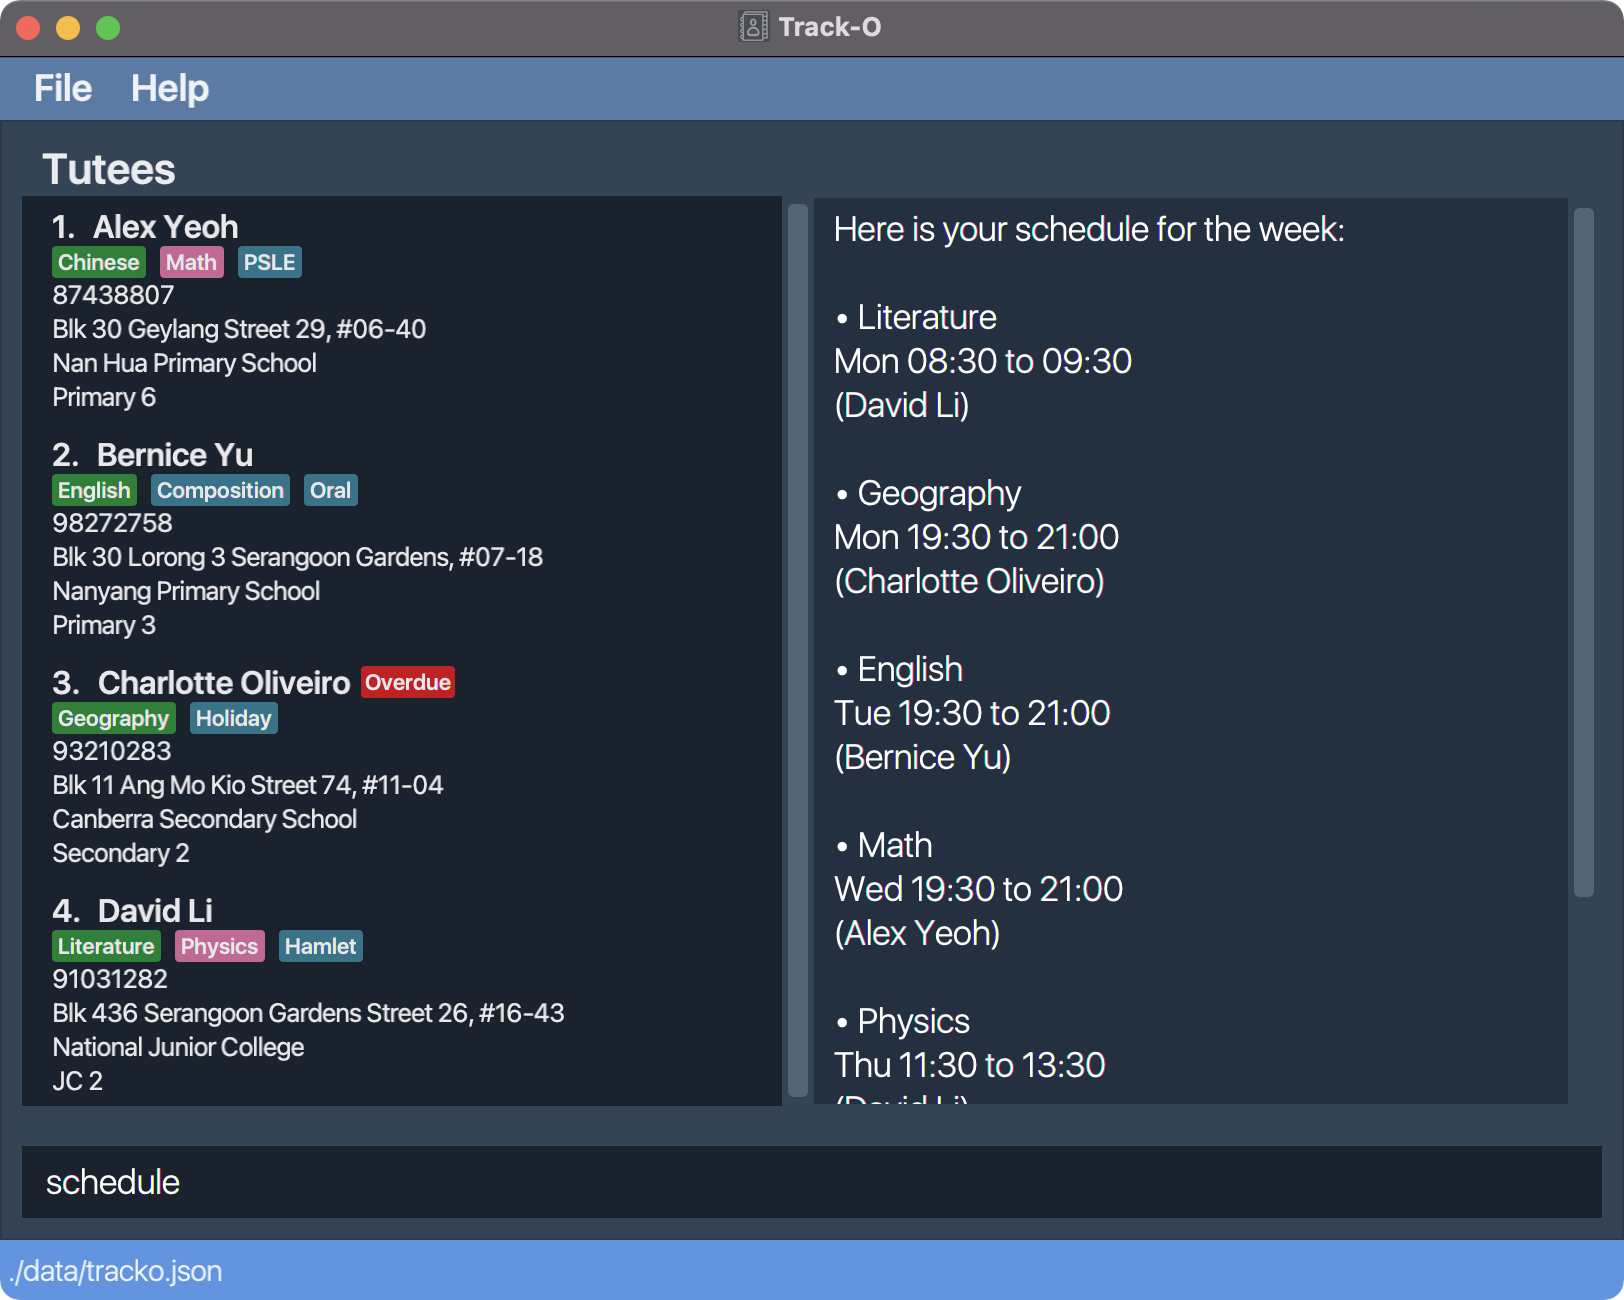 Track-O
File Help
Tutees
1. Alex Yeoh
Chinese Math PSLE
87438807
Blk 30 Geylang Street 29, #06-40
Nan Hua Primary School
Primary 6
2. Bernice Yu
English Composition Oral
98272758
Blk 30 Lorong 3 Serangoon Gardens, #07-18
Nanyang Primary School
Primary 3
3. Charlotte Oliveiro Overdue
Geography Holiday
93210283
Blk 11 Ang Mo Kio Street 74, #11-04
Canberra Secondary School
Secondary 2
4. David Li
Literature Physics Hamlet
91031282
Blk 436 Serangoon Gardens Street 26, #16-43
National Junior College
JC 2
Here is your schedule for the week:
• Literature
Mon 08:30 to 09:30
(David Li)
• Geography
Mon 19:30 to 21:00
(Charlotte Oliveiro)
• English
Tue 19:30 to 21:00
(Bernice Yu)
• Math
Wed 19:30 to 21:00
(Alex Yeoh)
• Physics
Thu 11:30 to 13:30
(David Li)
schedule
./data/tracko.json